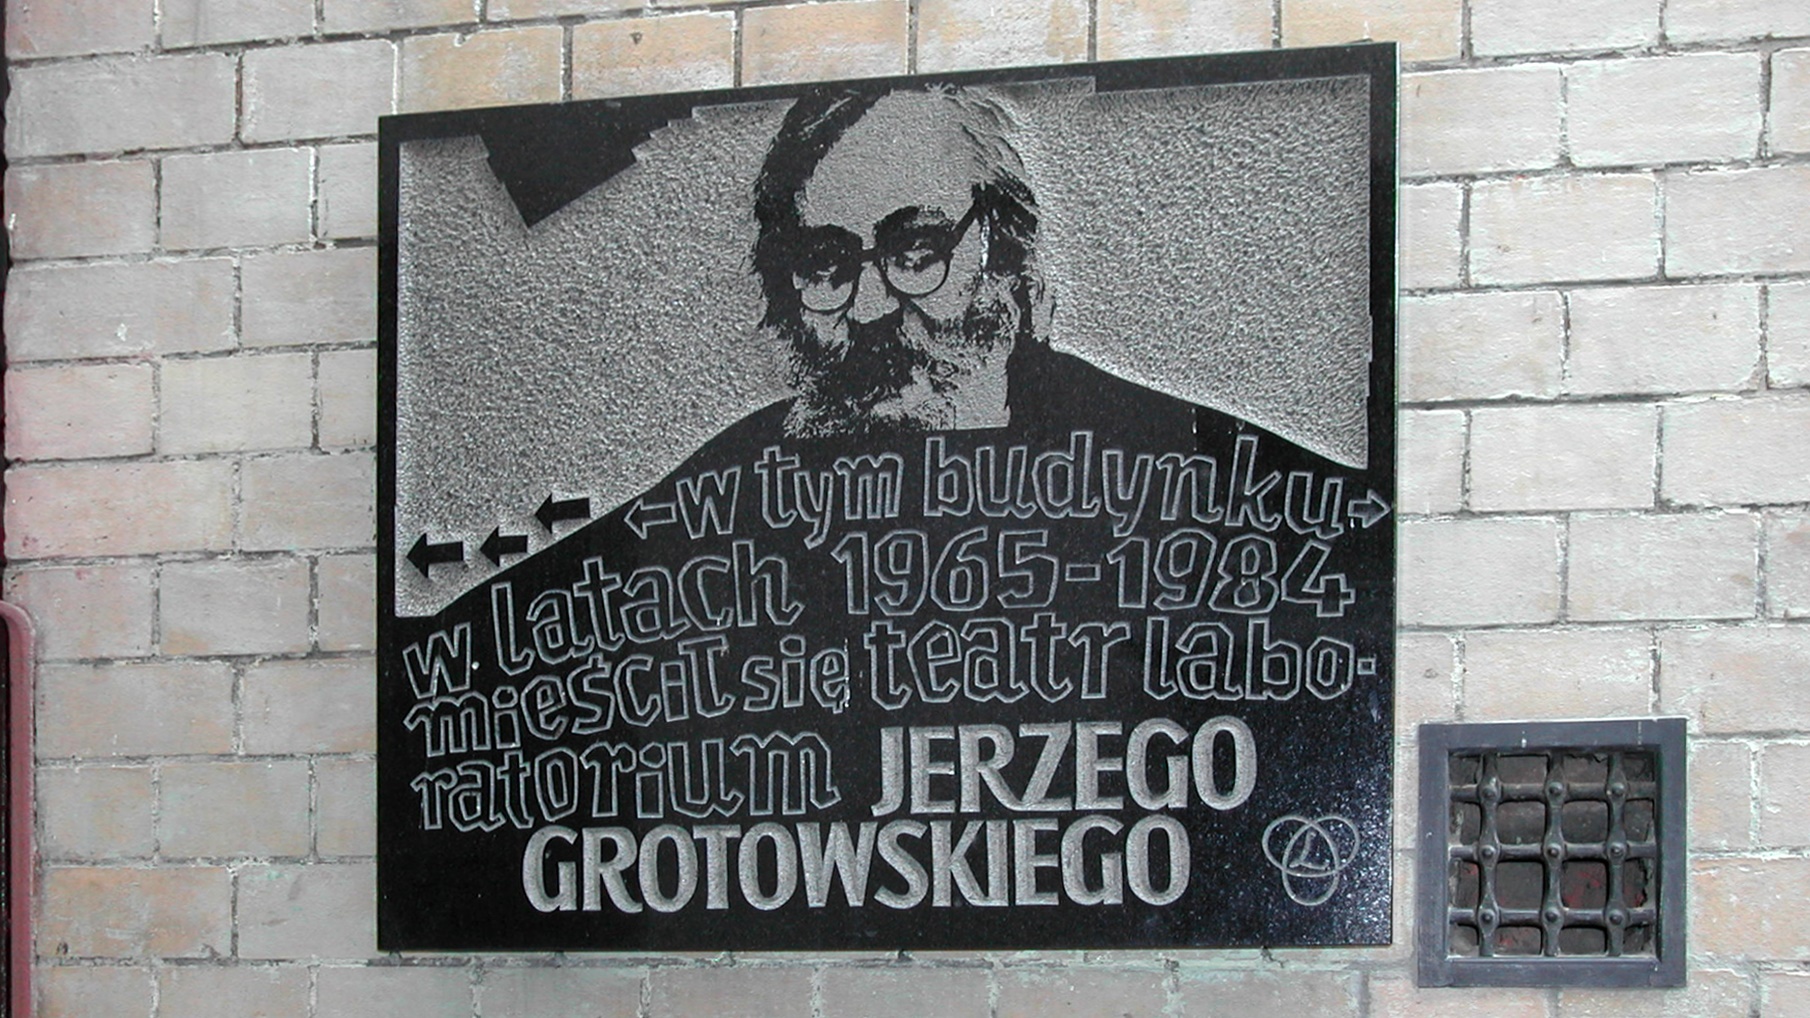 ←w tym budynku→
w latach 1965-1984
mieścił się teatr labo-
ratorium JERZEGO
GROTOWSKIEGO
L